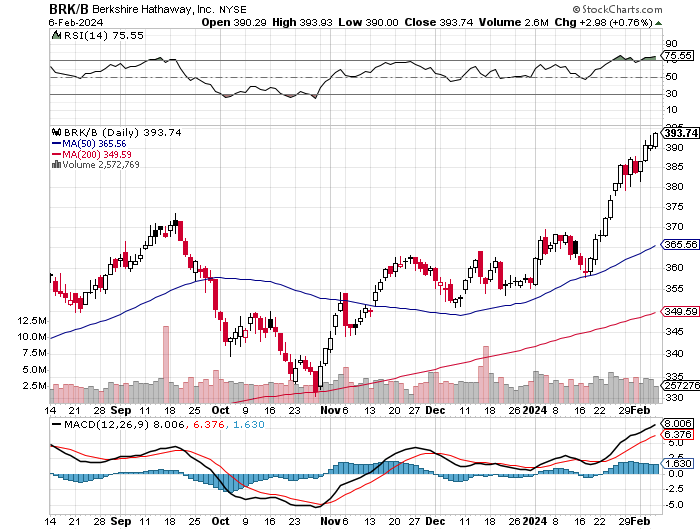 BRK/B Berkshire Hathaway, Inc. NYSE © StockCharts.com
6-Feb-2024 Open 390.29 High 393.93 Low 390.00 Close 393.74 Volume 2.6M Chg +2.98 (+0.76%)
RSI(14) 75.55
90
75.55
70
50
30
10
BRK/B (Daily) 393.74
MA(50) 365.56
MA(200) 349.59
Volume 2,572,769
395
393.74
390
385
380
375
370
365.56
360
355
349.59
345
340
335
330
12.5M
10.0M
7.5M
5.0M
2.5M
2572769
14 21 28 Sep 11 18 25 Oct 9 16 23 Nov 6 13 20 27 Dec 11 18 26 2024 8 16 22 29 Feb
MACD(12,26,9) 8.006, 6.376, 1.630
8.006
6.376
5.0
2.5
1.630
0.0
-2.5
-5.0
14 21 28 Sep 11 18 25 Oct 9 16 23 Nov 6 13 20 27 Dec 11 18 26 2024 8 16 22 29 Feb